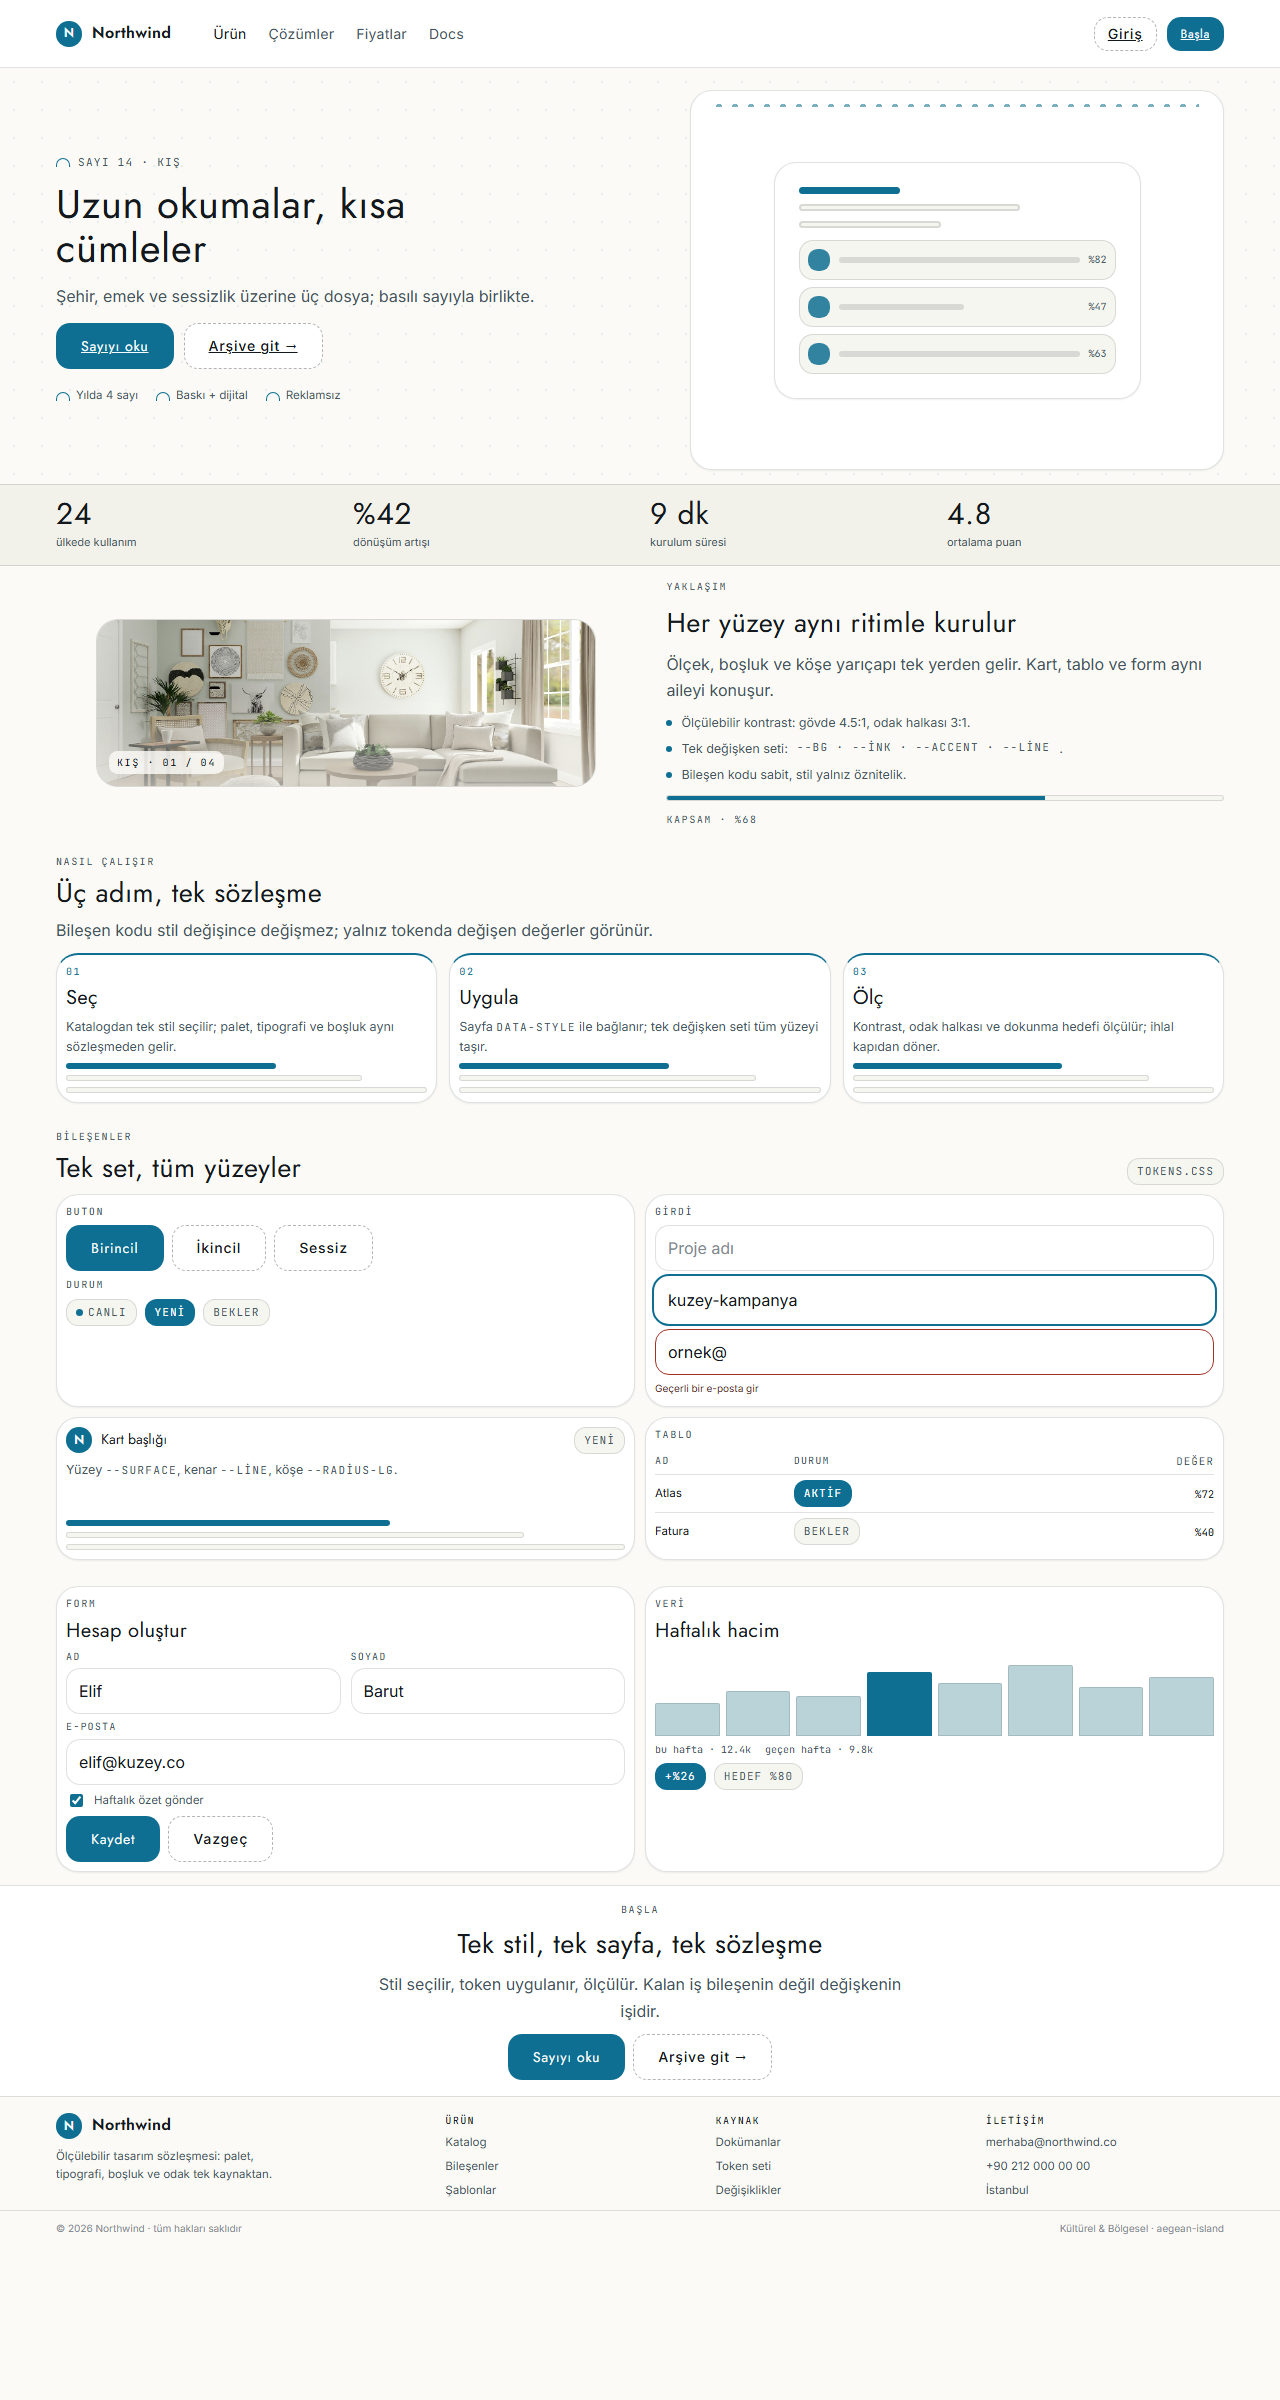 N Northwind Ürün Çözümler Fiyatlar Docs Giriş Başla
SAYI 14 · KIŞ
Uzun okumalar, kısa
cümleler
Şehir, emek ve sessizlik üzerine üç dosya; basılı sayıyla birlikte.
Sayıyı oku Arşive git →
Yılda 4 sayı Baskı + dijital Reklamsız
%82
%47
%63
24 %42 9 dk 4.8
ülkede kullanım dönüşüm artışı kurulum süresi ortalama puan
KIŞ · 01 / 04
YAKLAŞIM
Her yüzey aynı ritimle kurulur
Ölçek, boşluk ve köşe yarıçapı tek yerden gelir. Kart, tablo ve form aynı
aileyi konuşur.
Ölçülebilir kontrast: gövde 4.5:1, odak halkası 3:1.
Tek değişken seti: --BG · --İNK · --ACCENT · --LİNE .
Bileşen kodu sabit, stil yalnız öznitelik.
KAPSAM · %68
NASIL ÇALIŞIR
Üç adım, tek sözleşme
Bileşen kodu stil değişince değişmez; yalnız tokenda değişen değerler görünür.
01
Seç
Katalogdan tek stil seçilir; palet, tipografi ve boşluk aynı
sözleşmeden gelir.
02
Uygula
Sayfa DATA-STYLE ile bağlanır; tek değişken seti tüm yüzeyi
taşır.
03
Ölç
Kontrast, odak halkası ve dokunma hedefi ölçülür; ihlal
kapıdan döner.
BİLEŞENLER
Tek set, tüm yüzeyler
TOKENS.CSS
BUTON
Birincil İkincil Sessiz
DURUM
CANLI YENİ BEKLER
GİRDİ
Proje adı
kuzey-kampanya
ornek@
Geçerli bir e-posta gir
N Kart başlığı YENİ
Yüzey --SURFACE, kenar --LİNE, köşe --RADİUS-LG.
TABLO
AD DURUM DEĞER
Atlas AKTİF %72
Fatura BEKLER %40
FORM
Hesap oluştur
AD SOYAD
Elif Barut
E-POSTA
elif@kuzey.co
Haftalık özet gönder
Kaydet Vazgeç
VERİ
Haftalık hacim
bu hafta · 12.4k geçen hafta · 9.8k
+%26 HEDEF %80
BAŞLA
Tek stil, tek sayfa, tek sözleşme
Stil seçilir, token uygulanır, ölçülür. Kalan iş bileşenin değil değişkenin
işidir.
Sayıyı oku Arşive git →
N Northwind
Ölçülebilir tasarım sözleşmesi: palet,
tipografi, boşluk ve odak tek kaynaktan.
ÜRÜN
Katalog
Bileşenler
Şablonlar
KAYNAK
Dokümanlar
Token seti
Değişiklikler
İLETİŞİM
merhaba@northwind.co
+90 212 000 00 00
İstanbul
© 2026 Northwind · tüm hakları saklıdır Kültürel & Bölgesel · aegean-island